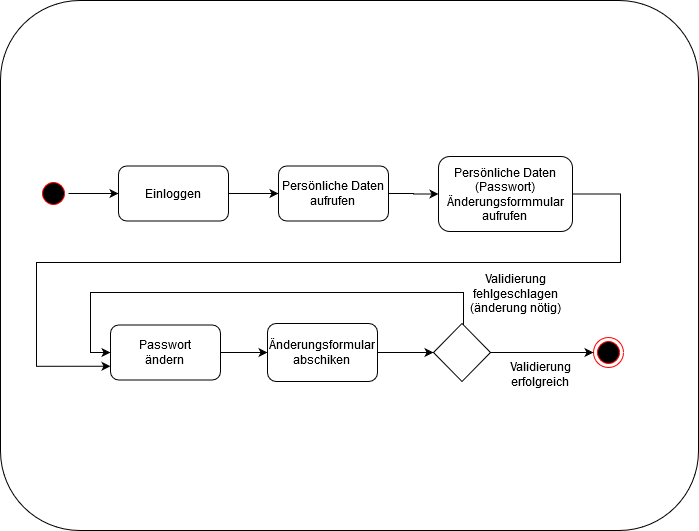 Einloggen
Persönliche Daten
aufrufen
Persönliche Daten
(Passwort)
Änderungsformmular
aufrufen
Validierung
fehlgeschlagen
(änderung nötig)
Passwort
ändern
Änderungsformular
abschiken
Validierung
erfolgreich